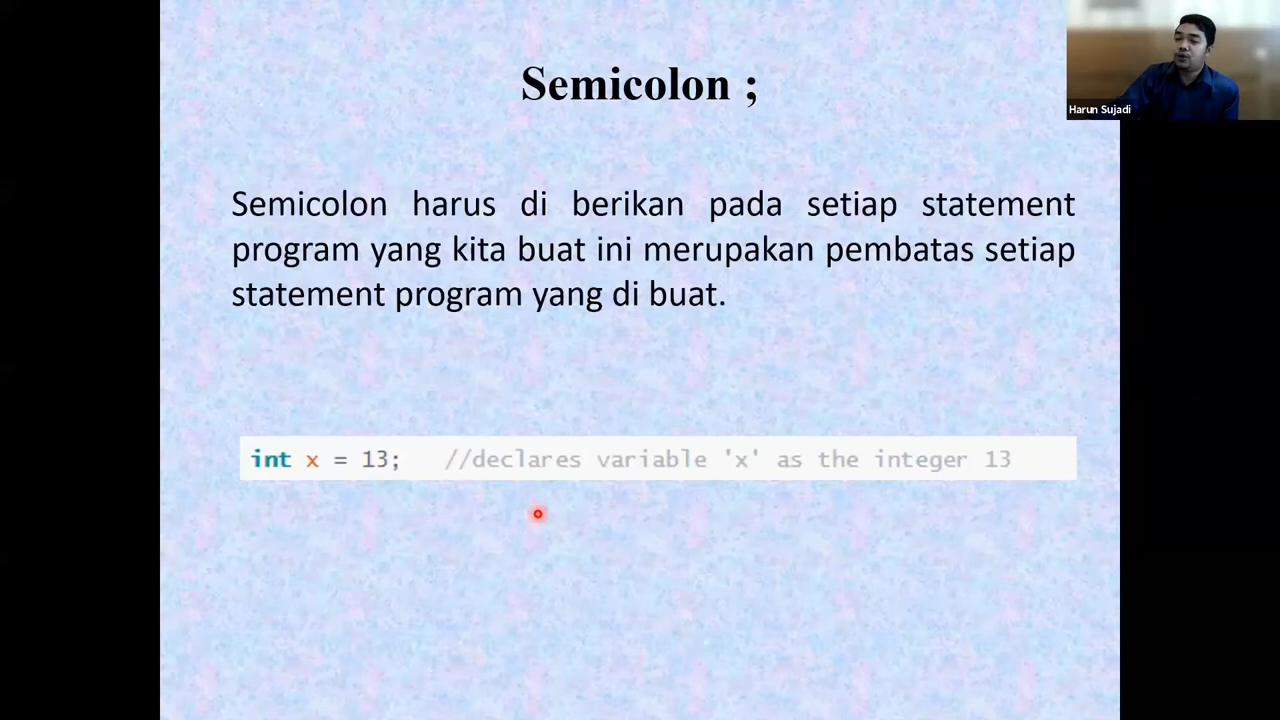 Semicolon ;
Harun Sujadi
Semicolon harus di berikan pada setiap statement
program yang kita buat ini merupakan pembatas setiap
statement program yang di buat.
int x = 13; //declares variable 'x' as the integer 13